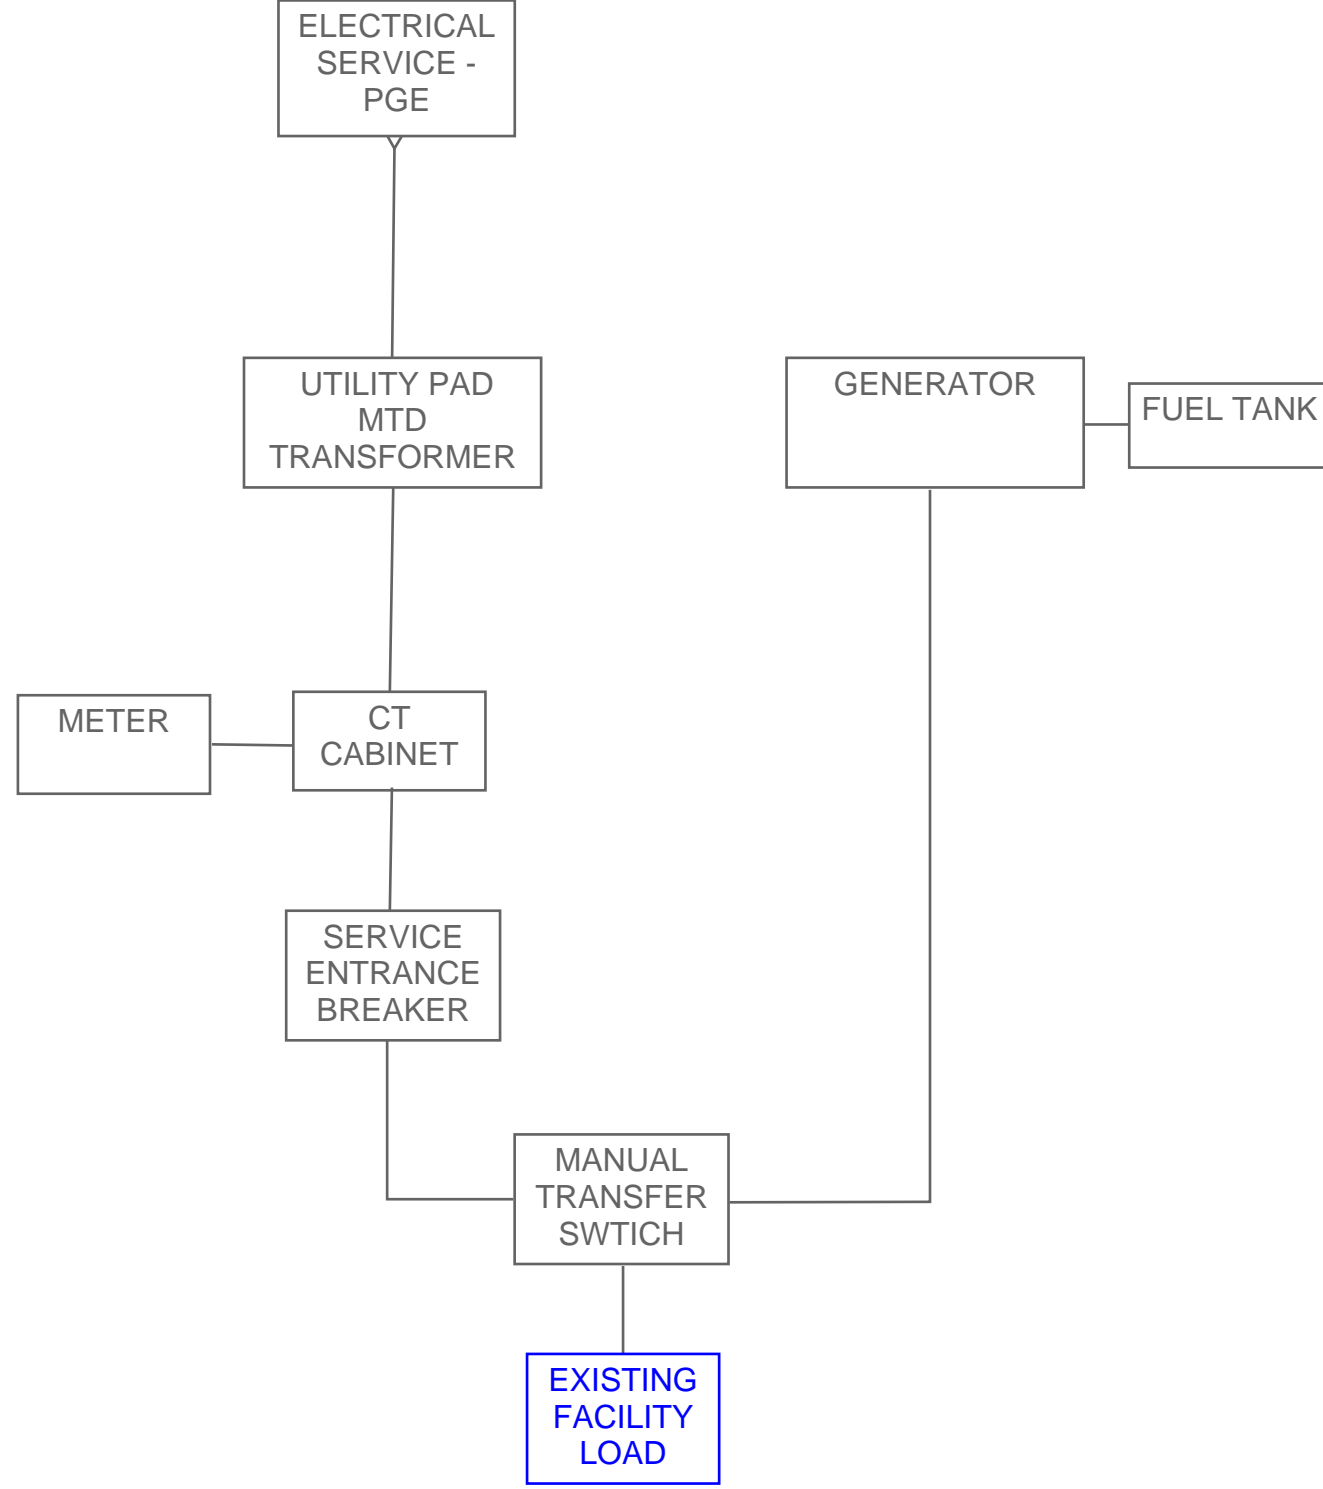 ELECTRICAL
SERVICE -
PGE
UTILITY PAD
MTD
TRANSFORMER
GENERATOR
FUEL TANK
METER
CT
CABINET
SERVICE
ENTRANCE
BREAKER
MANUAL
TRANSFER
SWTICH
EXISTING
FACILITY
LOAD